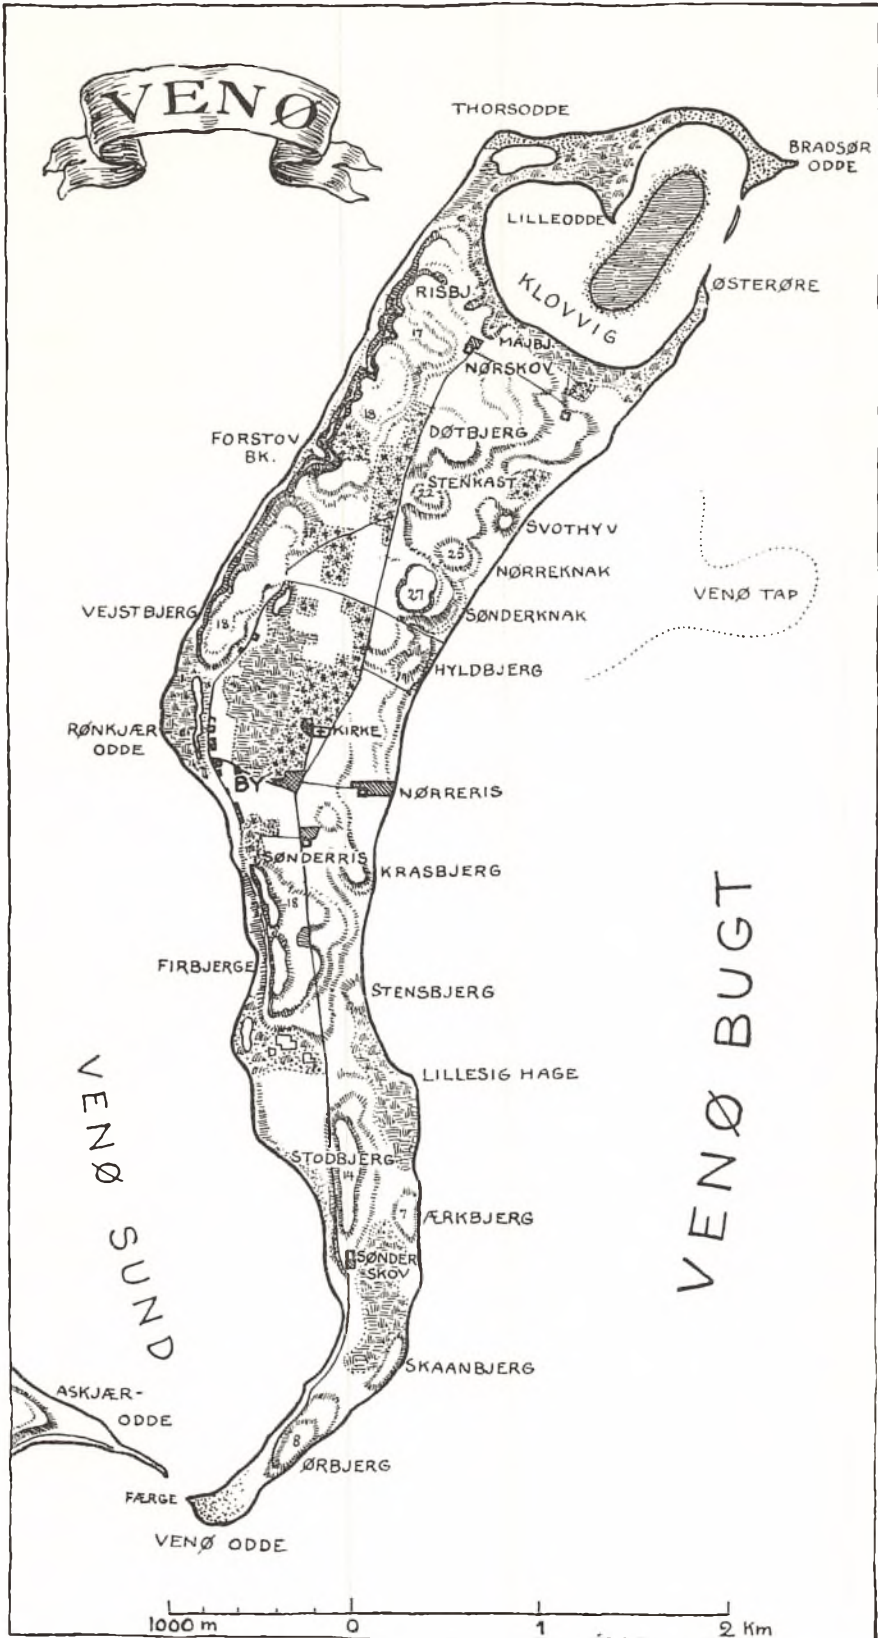 VENØ
THORSODDE
BRADSØR
ODDE
LILLEODDE
KLOVVIG
ØSTERØRE
RISBJ.
17
MAJBJ.
NØRSKOV
18
DØTBJERG
FORSTOV
BK.
STENKAST
22
SVOTHYV
25
NØRREKNAK
27
VENØ TAP
SØNDERKNAK
VEJSTBJERG
18
HYLDBJERG
RØNKJÆR
ODDE
KIRKE
BY
NØRRERIS
SØNDERRIS
KRASBJERG
18
FIRBJERGE
STENSBJERG
VENØ BUGT
LILLESIG HAGE
VENØ SUND
STODBJERG
14
7
ÆRKBJERG
SØNDER
SKOV
SKAANBJERG
ASKJÆR-
ODDE
8
ØRBJERG
FÆRGE
VENØ ODDE
1000 m 0 1 2 Km